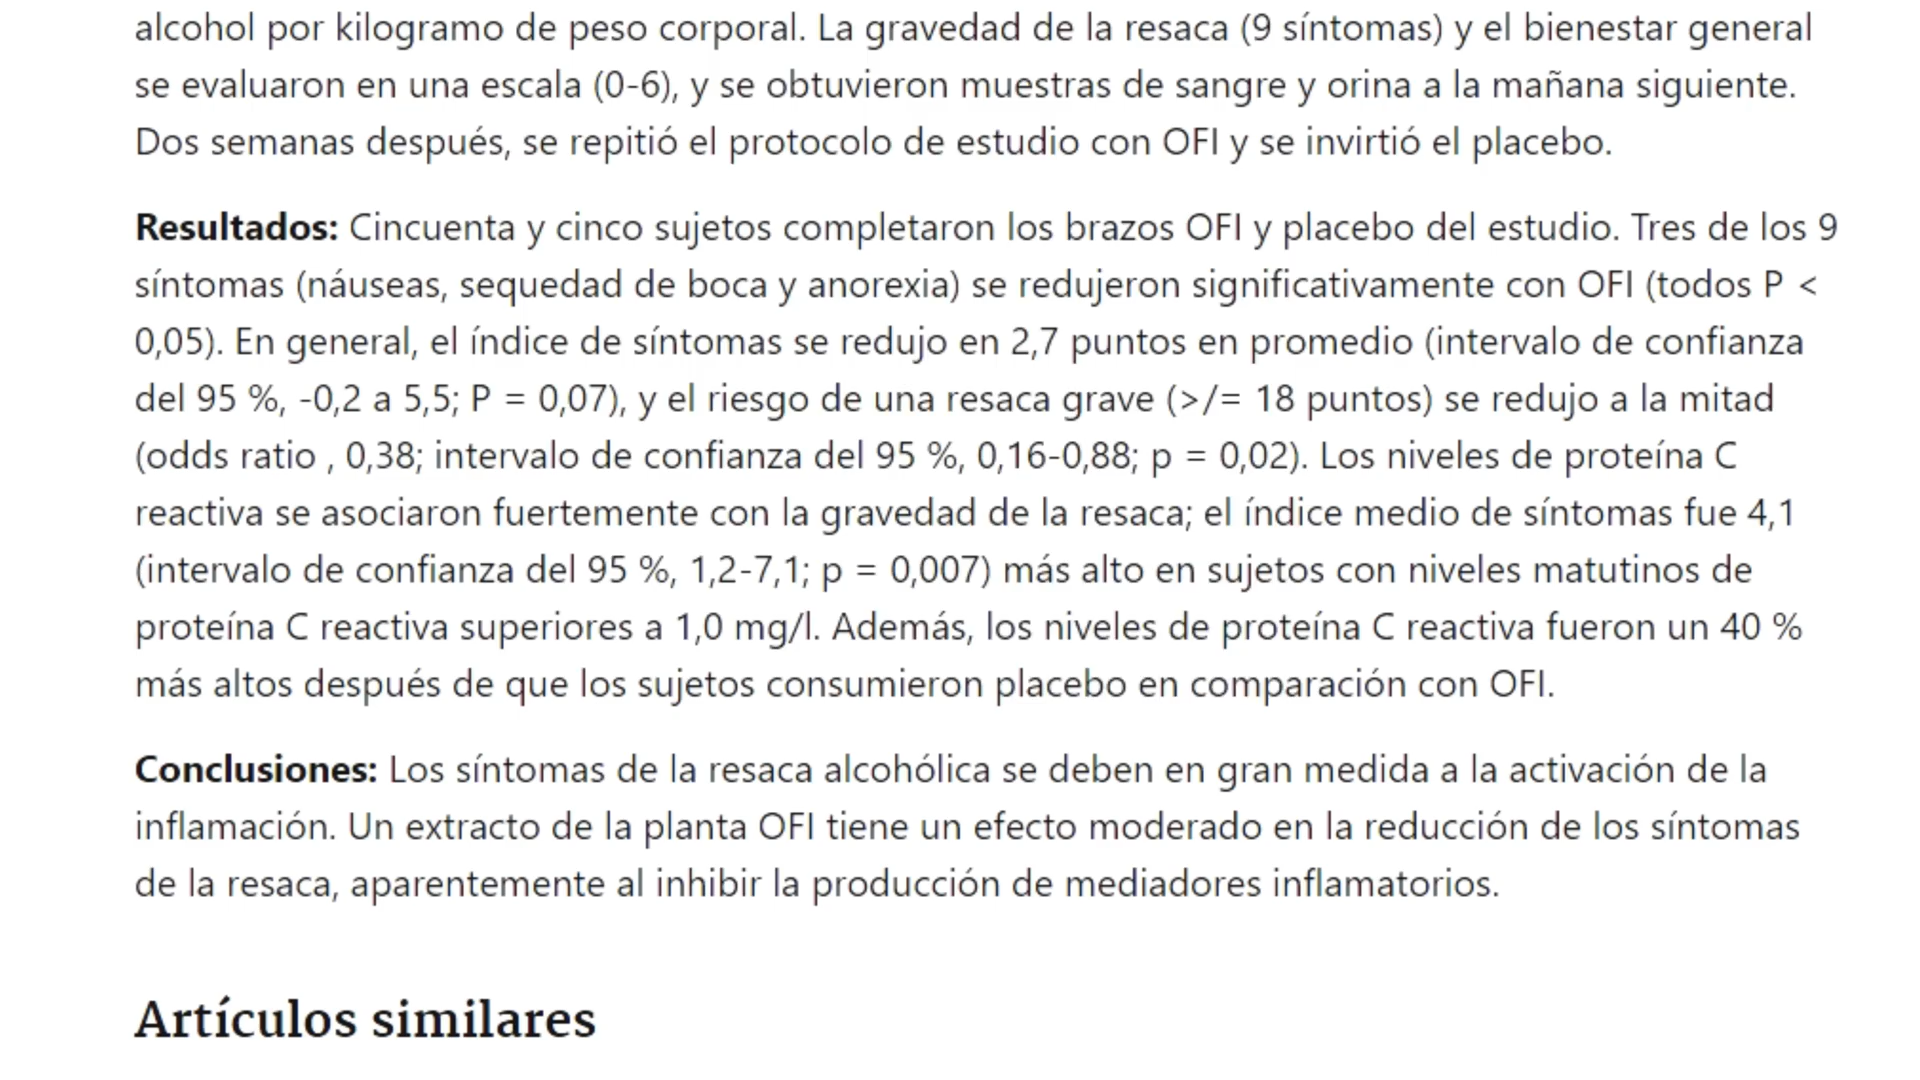 alcohol por kilogramo de peso corporal. La gravedad de la resaca (9 síntomas) y el bienestar general
se evaluaron en una escala (0-6), y se obtuvieron muestras de sangre y orina a la mañana siguiente.
Dos semanas después, se repitió el protocolo de estudio con OFI y se invirtió el placebo.
Resultados: Cincuenta y cinco sujetos completaron los brazos OFI y placebo del estudio. Tres de los 9
síntomas (náuseas, sequedad de boca y anorexia) se redujeron significativamente con OFI (todos P <
0,05). En general, el índice de síntomas se redujo en 2,7 puntos en promedio (intervalo de confianza
del 95 %, -0,2 a 5,5; P = 0,07), y el riesgo de una resaca grave (>/= 18 puntos) se redujo a la mitad
(odds ratio , 0,38; intervalo de confianza del 95 %, 0,16-0,88; p = 0,02). Los niveles de proteína C
reactiva se asociaron fuertemente con la gravedad de la resaca; el índice medio de síntomas fue 4,1
(intervalo de confianza del 95 %, 1,2-7,1; p = 0,007) más alto en sujetos con niveles matutinos de
proteína C reactiva superiores a 1,0 mg/l. Además, los niveles de proteína C reactiva fueron un 40 %
más altos después de que los sujetos consumieron placebo en comparación con OFI.
Conclusiones: Los síntomas de la resaca alcohólica se deben en gran medida a la activación de la
inflamación. Un extracto de la planta OFI tiene un efecto moderado en la reducción de los síntomas
de la resaca, aparentemente al inhibir la producción de mediadores inflamatorios.
Artículos similares